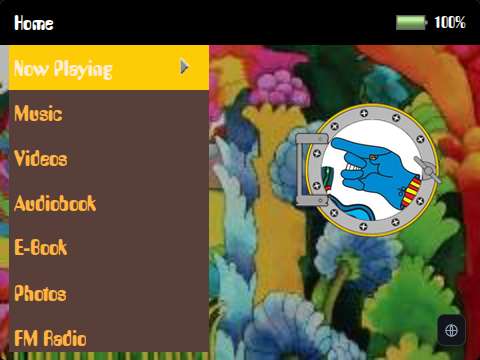 Home
100%
Now Playing
Music
Videos
Audiobook
E-Book
Photos
FM Radio